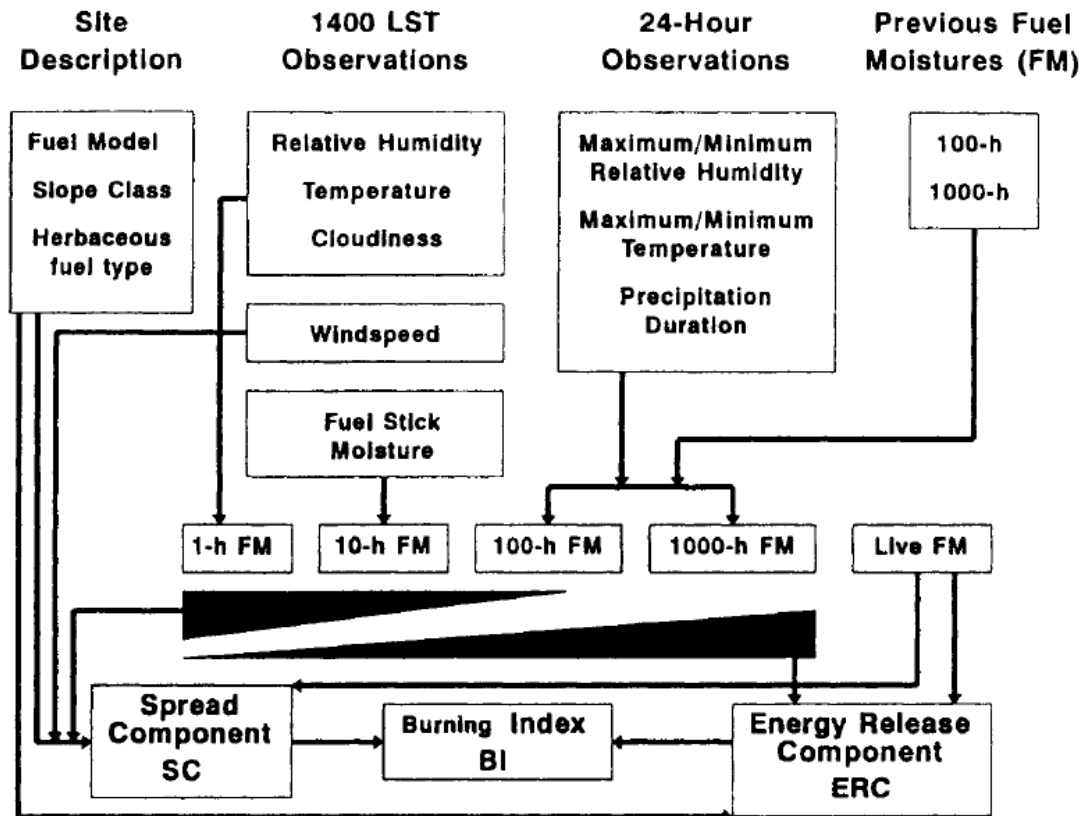 Site
Description
1400 LST
Observations
24-Hour
Observations
Previous Fuel
Moistures (FM)
Fuel Model
Slope Class
Herbaceous
fuel type
Relative Humidity
Temperature
Cloudiness
Windspeed
Fuel Stick
Moisture
Maximum/Minimum
Relative Humidity
Maximum/Minimum
Temperature
Precipitation
Duration
100-h
1000-h
1-h FM
10-h FM
100-h FM
1000-h FM
Live FM
Spread
Component
SC
Burning Index
BI
Energy Release
Component
ERC